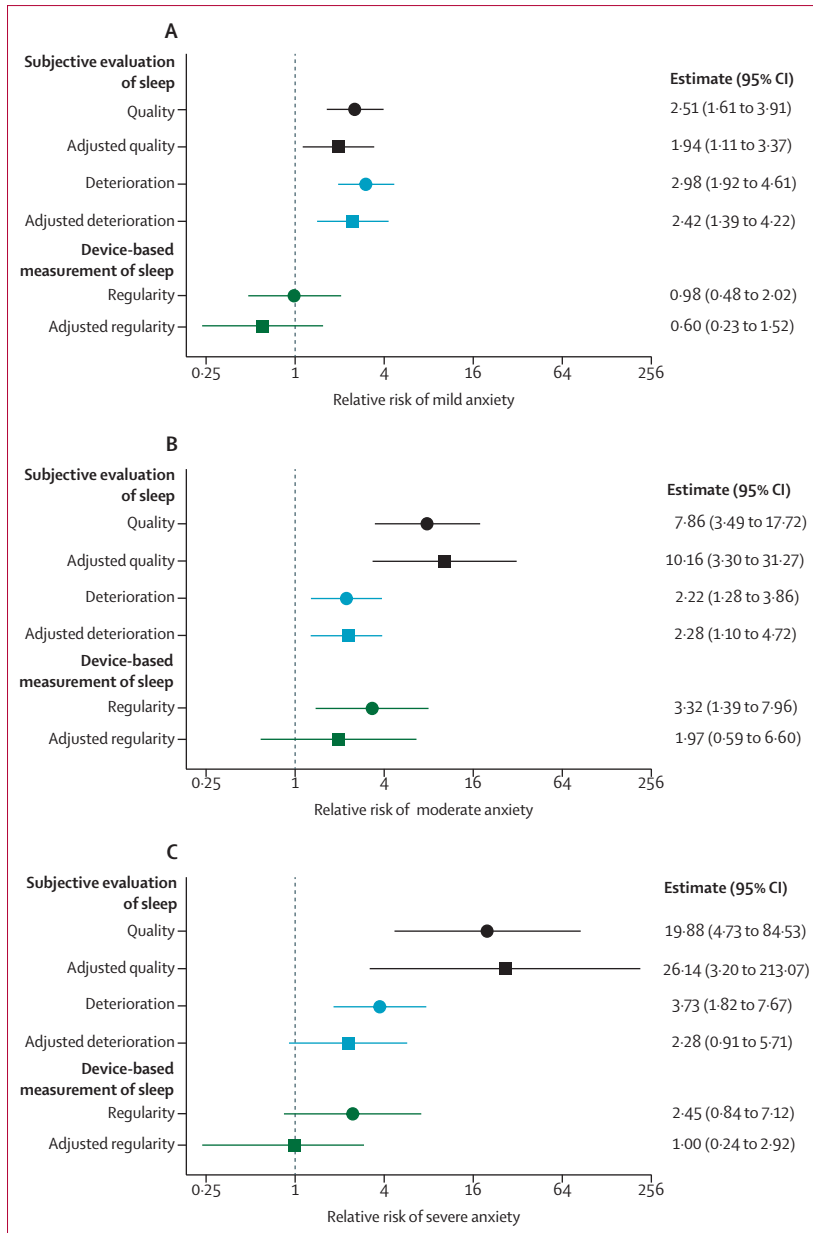 A
Subjective evaluation
of sleep
Estimate (95% CI)
Quality
2·51 (1·61 to 3·91)
Adjusted quality
1·94 (1·11 to 3·37)
Deterioration
2·98 (1·92 to 4·61)
Adjusted deterioration
2·42 (1·39 to 4·22)
Device-based
measurement of sleep
Regularity
0·98 (0·48 to 2·02)
Adjusted regularity
0·60 (0·23 to 1·52)
0·25 1 4 16 64 256
Relative risk of mild anxiety
B
Subjective evaluation
of sleep
Estimate (95% CI)
Quality
7·86 (3·49 to 17·72)
Adjusted quality
10·16 (3·30 to 31·27)
Deterioration
2·22 (1·28 to 3·86)
Adjusted deterioration
2·28 (1·10 to 4·72)
Device-based
measurement of sleep
Regularity
3·32 (1·39 to 7·96)
Adjusted regularity
1·97 (0·59 to 6·60)
0·25 1 4 16 64 256
Relative risk of moderate anxiety
C
Subjective evaluation
of sleep
Estimate (95% CI)
Quality
19·88 (4·73 to 84·53)
Adjusted quality
26·14 (3·20 to 213·07)
Deterioration
3·73 (1·82 to 7·67)
Adjusted deterioration
2·28 (0·91 to 5·71)
Device-based
measurement of sleep
Regularity
2·45 (0·84 to 7·12)
Adjusted regularity
1·00 (0·24 to 2·92)
0·25 1 4 16 64 256
Relative risk of severe anxiety